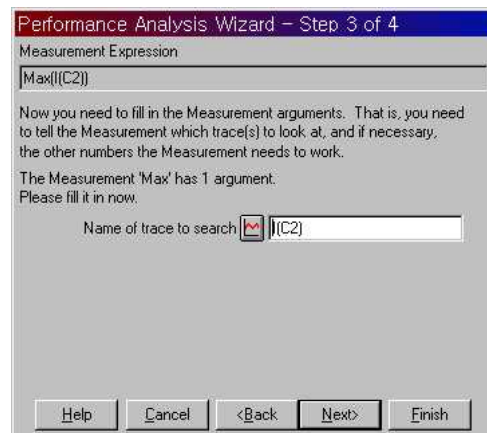 Performance Analysis Wizard – Step 3 of 4
Measurement Expression
Max(I(C2))
Now you need to fill in the Measurement arguments. That is, you need
to tell the Measurement which trace(s) to look at, and if necessary,
the other numbers the Measurement needs to work.
The Measurement 'Max' has 1 argument.
Please fill it in now.
Name of trace to search I(C2)
Help Cancel <Back Next> Finish